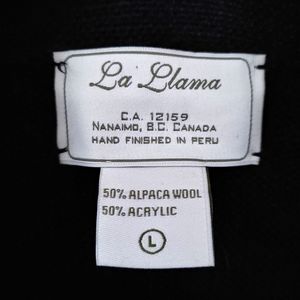 La Llama
C.A. 12159
Nanaimo, B.C. Canada
HAND FINISHED IN PERU
50% ALPACA WOOL
50% ACRYLIC
L